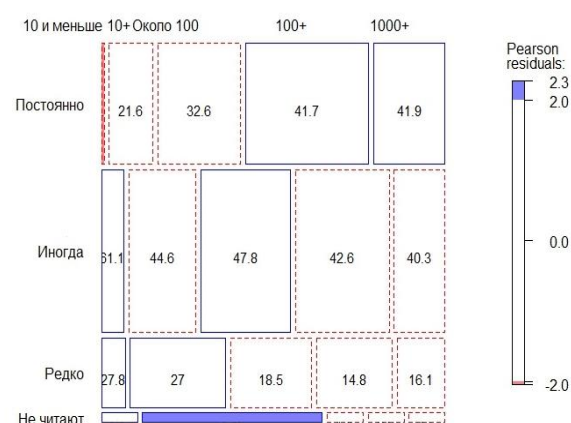 10 и меньше 10+ Около 100 100+ 1000+
Pearson
residuals:
2.3
2.0
0.0
-2.0
Постоянно 21.6 32.6 41.7 41.9
Иногда 61.1 44.6 47.8 42.6 40.3
Редко 27.8 27 18.5 14.8 16.1
Не читают